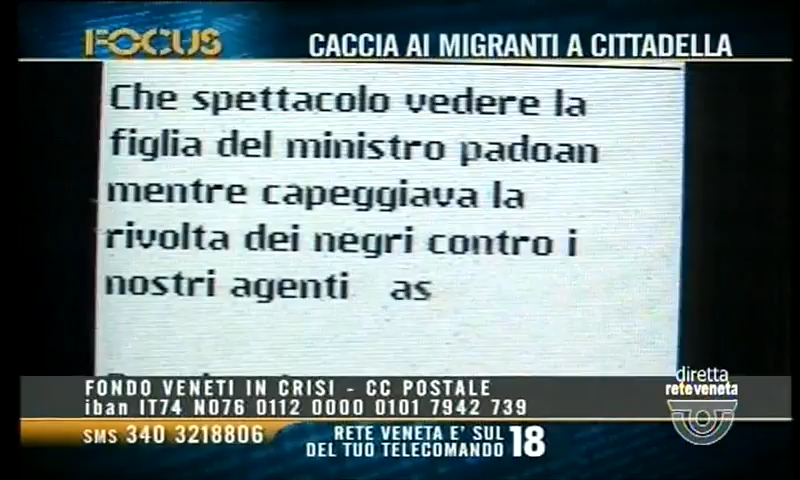 FOCUS
CACCIA AI MIGRANTI A CITTADELLA
Che spettacolo vedere la
figlia del ministro padoan
mentre capeggiava la
rivolta dei negri contro i
nostri agenti as
diretta
reteveneta
FONDO VENETI IN CRISI - CC POSTALE
iban IT74 N076 0112 0000 0101 7942 739
SMS 340 3218806
RETE VENETA E' SUL
DEL TUO TELECOMANDO 18